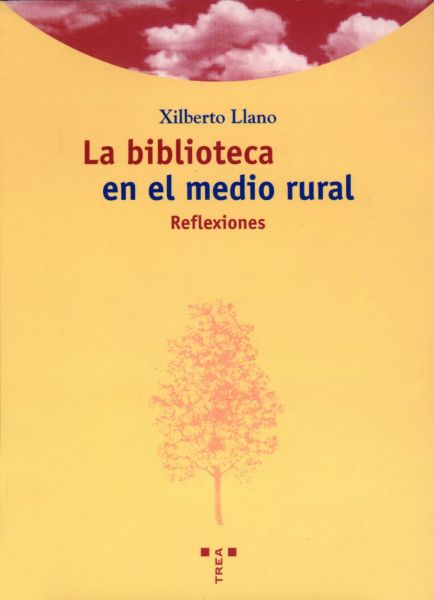 Xilberto Llano
La biblioteca
en el medio rural
Reflexiones
TREA